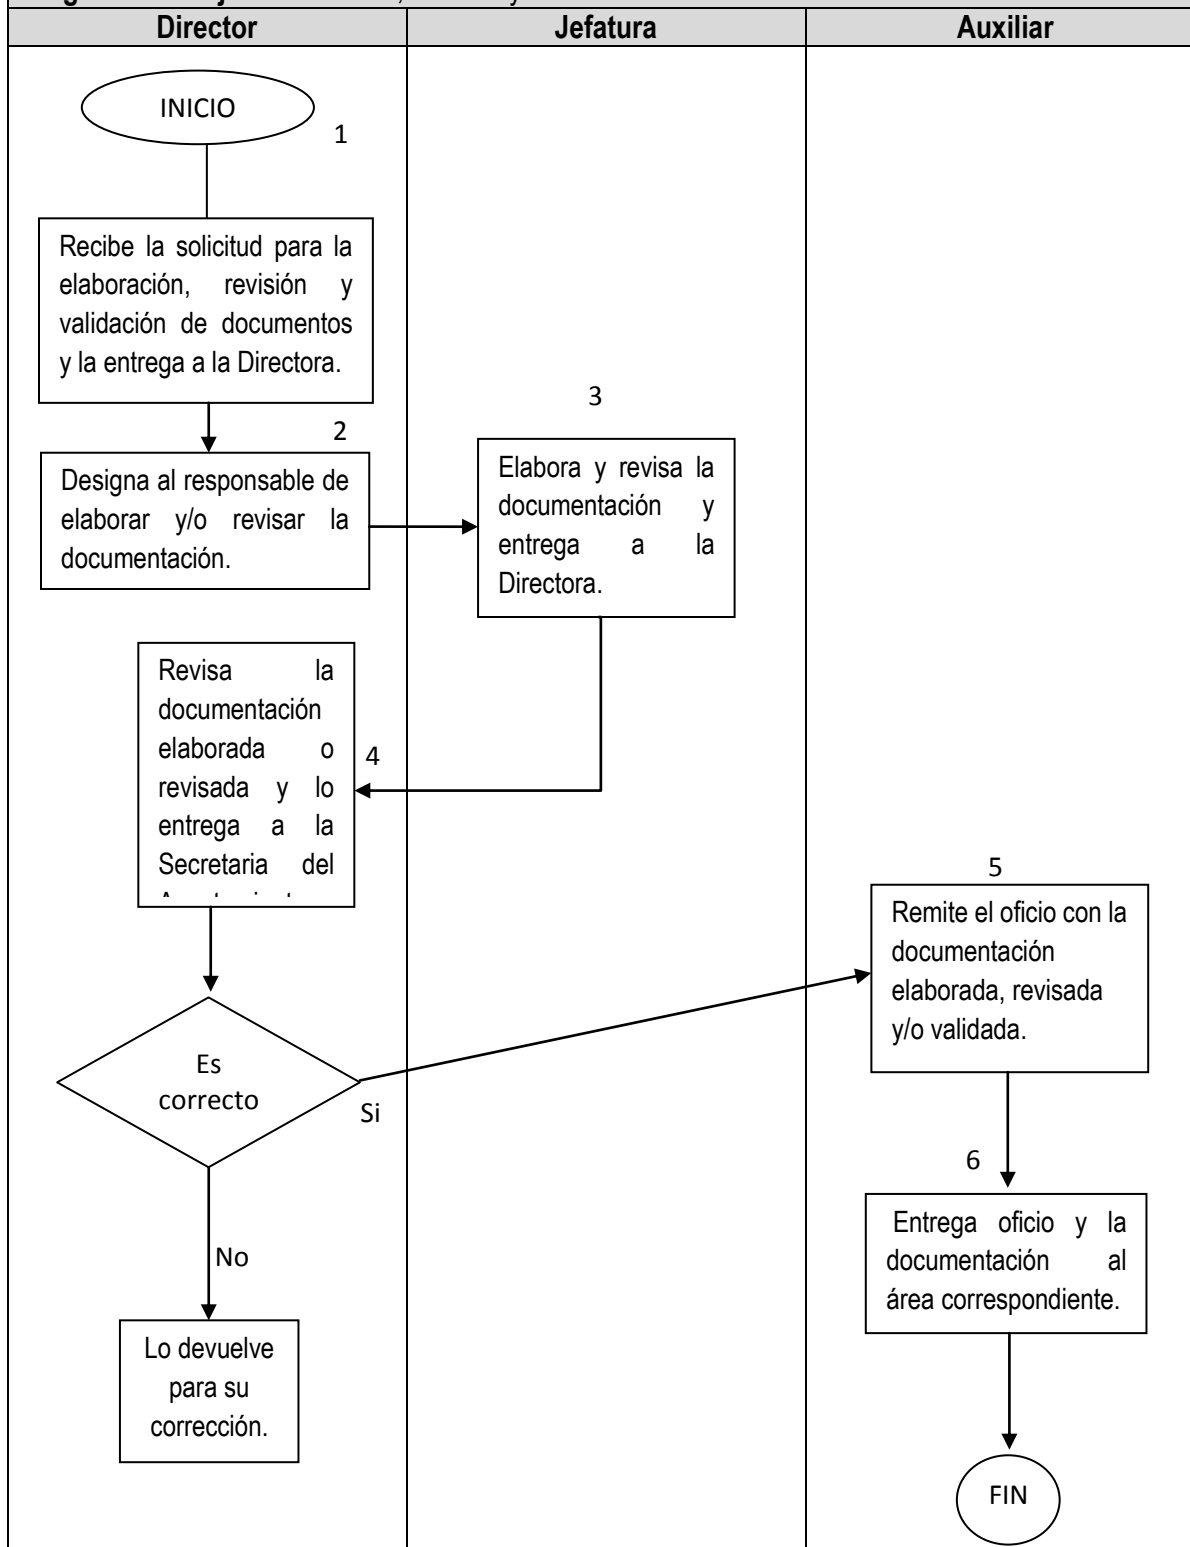 Director
Jefatura
Auxiliar
INICIO
1
Recibe la solicitud para la
elaboración, revisión y
validación de documentos
y la entrega a la Directora.
2
Designa al responsable de
elaborar y/o revisar la
documentación.
3
Elabora y revisa la
documentación y
entrega a la
Directora.
Revisa la
documentación
elaborada o
revisada y lo
entrega a la
Secretaria del
4
Es
correcto
Si
No
Lo devuelve
para su
corrección.
5
Remite el oficio con la
documentación
elaborada, revisada
y/o validada.
6
Entrega oficio y la
documentación al
área correspondiente.
FIN